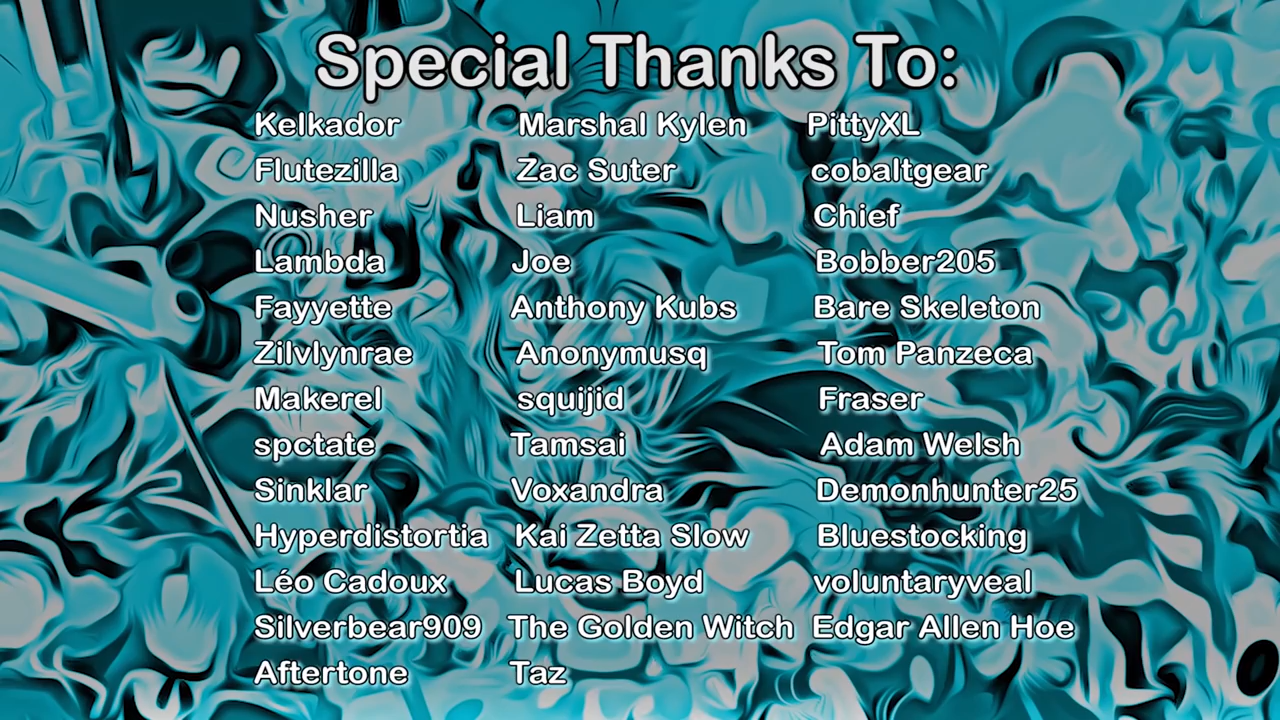 Special Thanks To:
Kelkador Marshal Kylen PittyXL
Flutezilla Zac Suter cobaltgear
Nusher Liam Chief
Lambda Joe Bobber205
Fayyette Anthony Kubs Bare Skeleton
Zilvlynrae Anonymusq Tom Panzeca
Makerel squijid Fraser
spctate Tamsai Adam Welsh
Sinklar Voxandra Demonhunter25
Hyperdistortia Kai Zetta Slow Bluestocking
Léo Cadoux Lucas Boyd voluntaryveal
Silverbear909 The Golden Witch Edgar Allen Hoe
Aftertone Taz